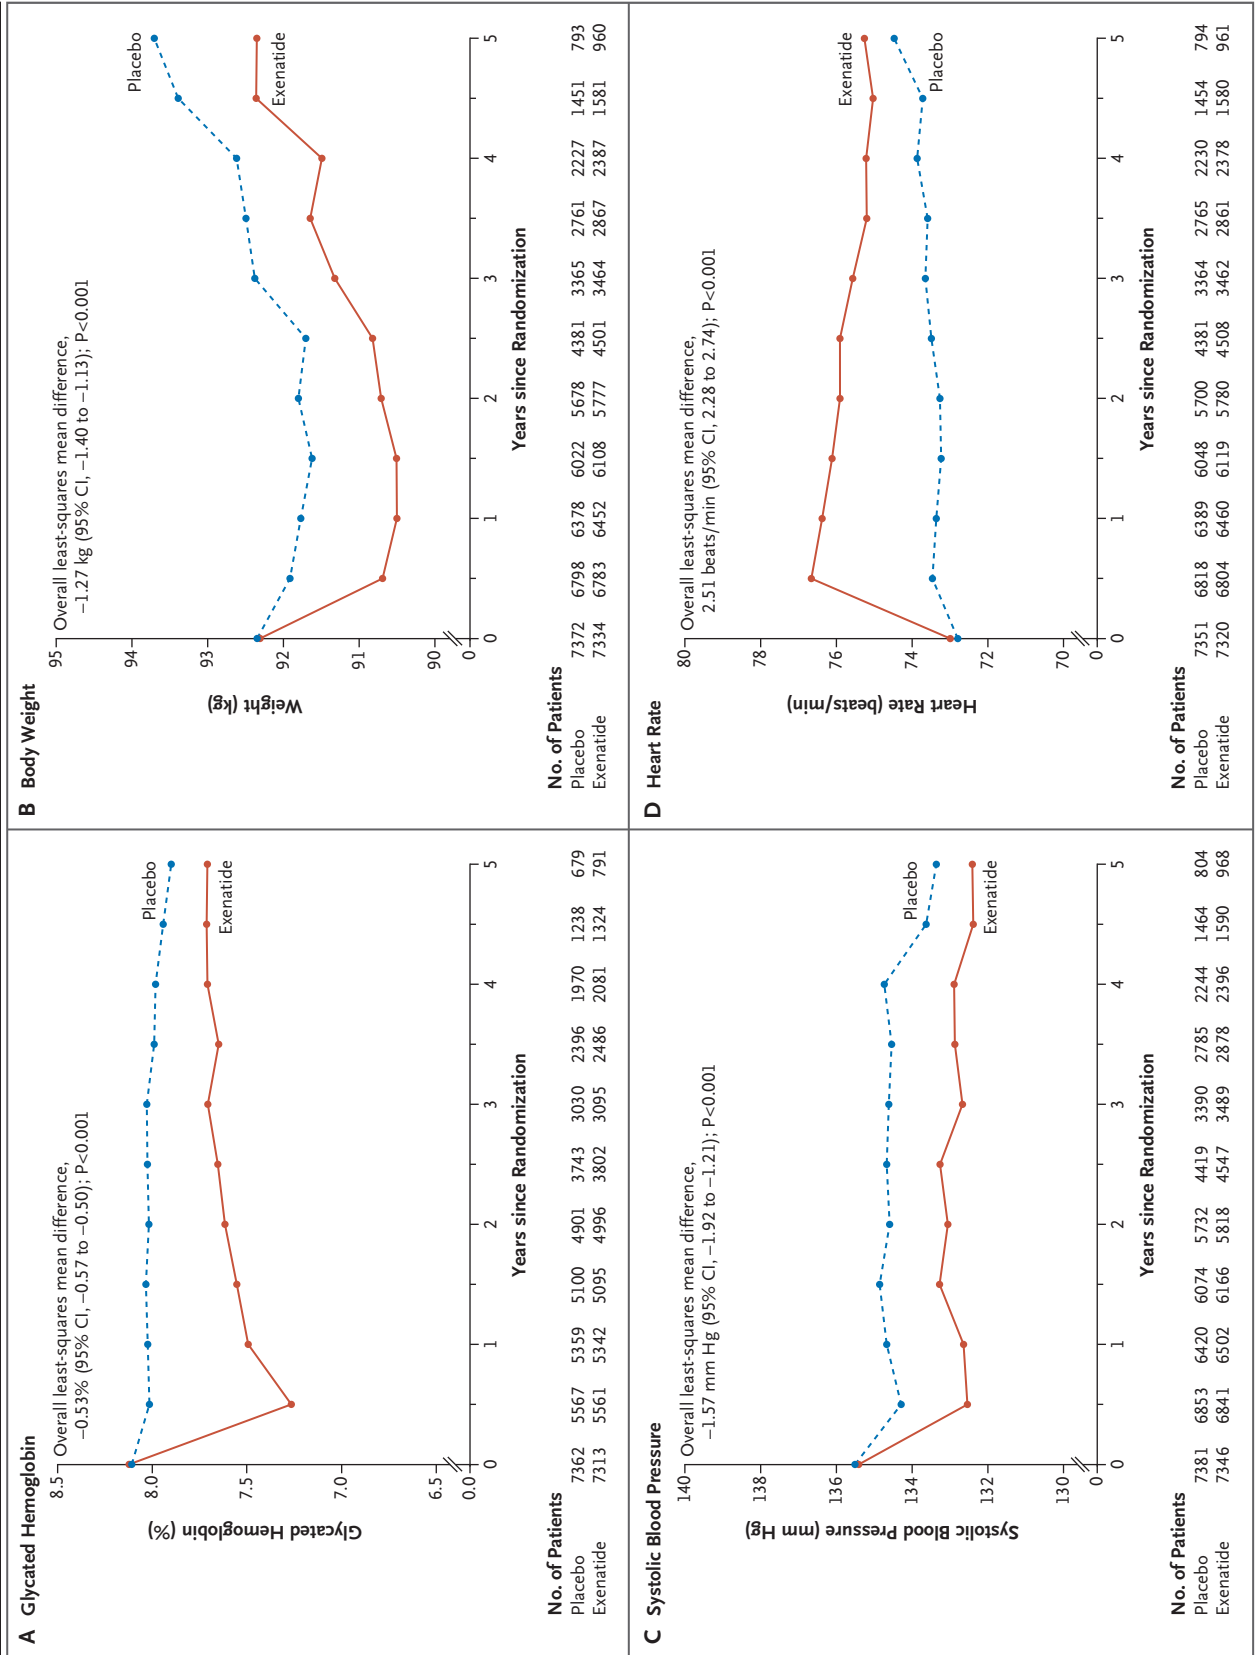 A Glycated Hemoglobin
Overall least-squares mean difference,
−0.53% (95% CI, −0.57 to −0.50); P<0.001
Glycated Hemoglobin (%)
8.5
8.0
7.5
7.0
6.5
0.0
Placebo
Exenatide
0 1 2 3 4 5
Years since Randomization
No. of Patients
Placebo 7362 5567 5359 5100 4901 3743 3030 2396 1970 1238 679
Exenatide 7313 5561 5342 5095 4996 3802 3095 2486 2081 1324 791
B Body Weight
Overall least-squares mean difference,
−1.27 kg (95% CI, −1.40 to −1.13); P<0.001
Weight (kg)
95
94
93
92
91
90
0
Placebo
Exenatide
0 1 2 3 4 5
Years since Randomization
No. of Patients
Placebo 7372 6798 6378 6022 5678 4381 3365 2761 2227 1451 793
Exenatide 7334 6783 6452 6108 5777 4501 3464 2867 2387 1581 960
C Systolic Blood Pressure
Overall least-squares mean difference,
−1.57 mm Hg (95% CI, −1.92 to −1.21); P<0.001
Systolic Blood Pressure (mm Hg)
140
138
136
134
132
130
0
Placebo
Exenatide
0 1 2 3 4 5
Years since Randomization
No. of Patients
Placebo 7381 6853 6420 6074 5732 4419 3390 2785 2244 1464 804
Exenatide 7346 6841 6502 6166 5818 4547 3489 2878 2396 1590 968
D Heart Rate
Overall least-squares mean difference,
2.51 beats/min (95% CI, 2.28 to 2.74); P<0.001
Heart Rate (beats/min)
80
78
76
74
72
70
0
Exenatide
Placebo
0 1 2 3 4 5
Years since Randomization
No. of Patients
Placebo 7351 6818 6389 6048 5700 4381 3364 2765 2230 1454 794
Exenatide 7320 6804 6460 6119 5780 4508 3462 2861 2378 1580 961